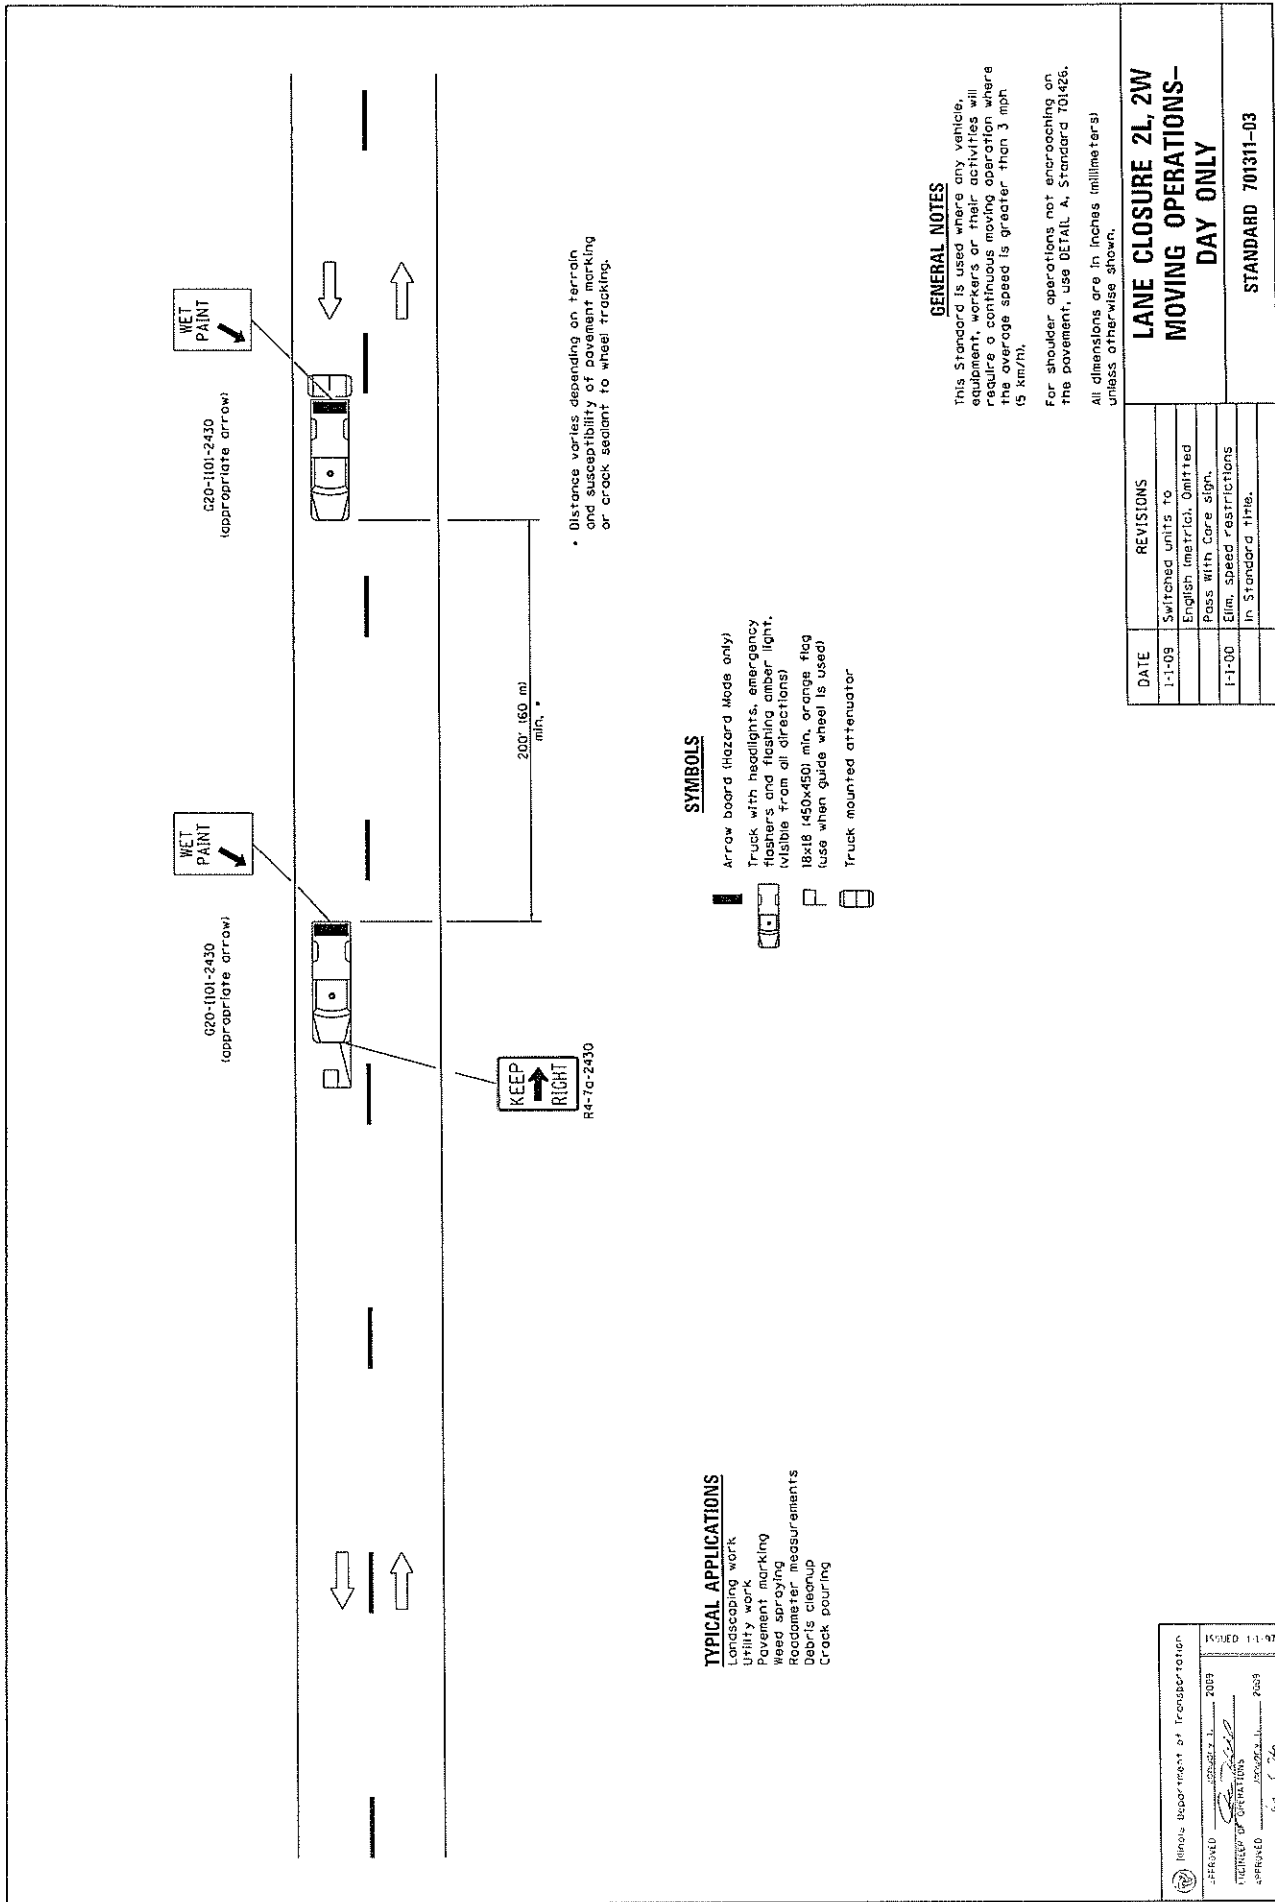 G20-I101-2430
(appropriate arrow)
WET
PAINT
G20-I101-2430
(appropriate arrow)
WET
PAINT
KEEP
RIGHT
R4-7a-2430
200' (60 m)
min. *
* Distance varies depending on terrain
and susceptibility of pavement marking
or crack sealant to wheel tracking.
TYPICAL APPLICATIONS
Landscaping work
Utility work
Pavement marking
Weed spraying
Roadometer measurements
Debris cleanup
Crack pouring
SYMBOLS
Arrow board (Hazard Mode only)
Truck with headlights, emergency
flashers and flashing amber light.
(visible from all directions)
18x18 (450x450) min. orange flag
(use when guide wheel is used)
Truck mounted attenuator
GENERAL NOTES
This Standard is used where any vehicle,
equipment, workers or their activities will
require a continuous moving operation where
the average speed is greater than 3 mph
(5 km/h).
For shoulder operations not encroaching on
the pavement, use DETAIL A, Standard 701426.
All dimensions are in inches (millimeters)
unless otherwise shown.
Illinois Department of Transportation
APPROVED January 1, 2009
ENGINEER OF OPERATIONS
APPROVED January 1, 2009
ISSUED 1-1-97
DATE REVISIONS
1-1-09 Switched units to
English (metric). Omitted
Pass With Care sign.
1-1-00 Elim. speed restrictions
in Standard title.
LANE CLOSURE 2L, 2W
MOVING OPERATIONS–
DAY ONLY
STANDARD 701311-03